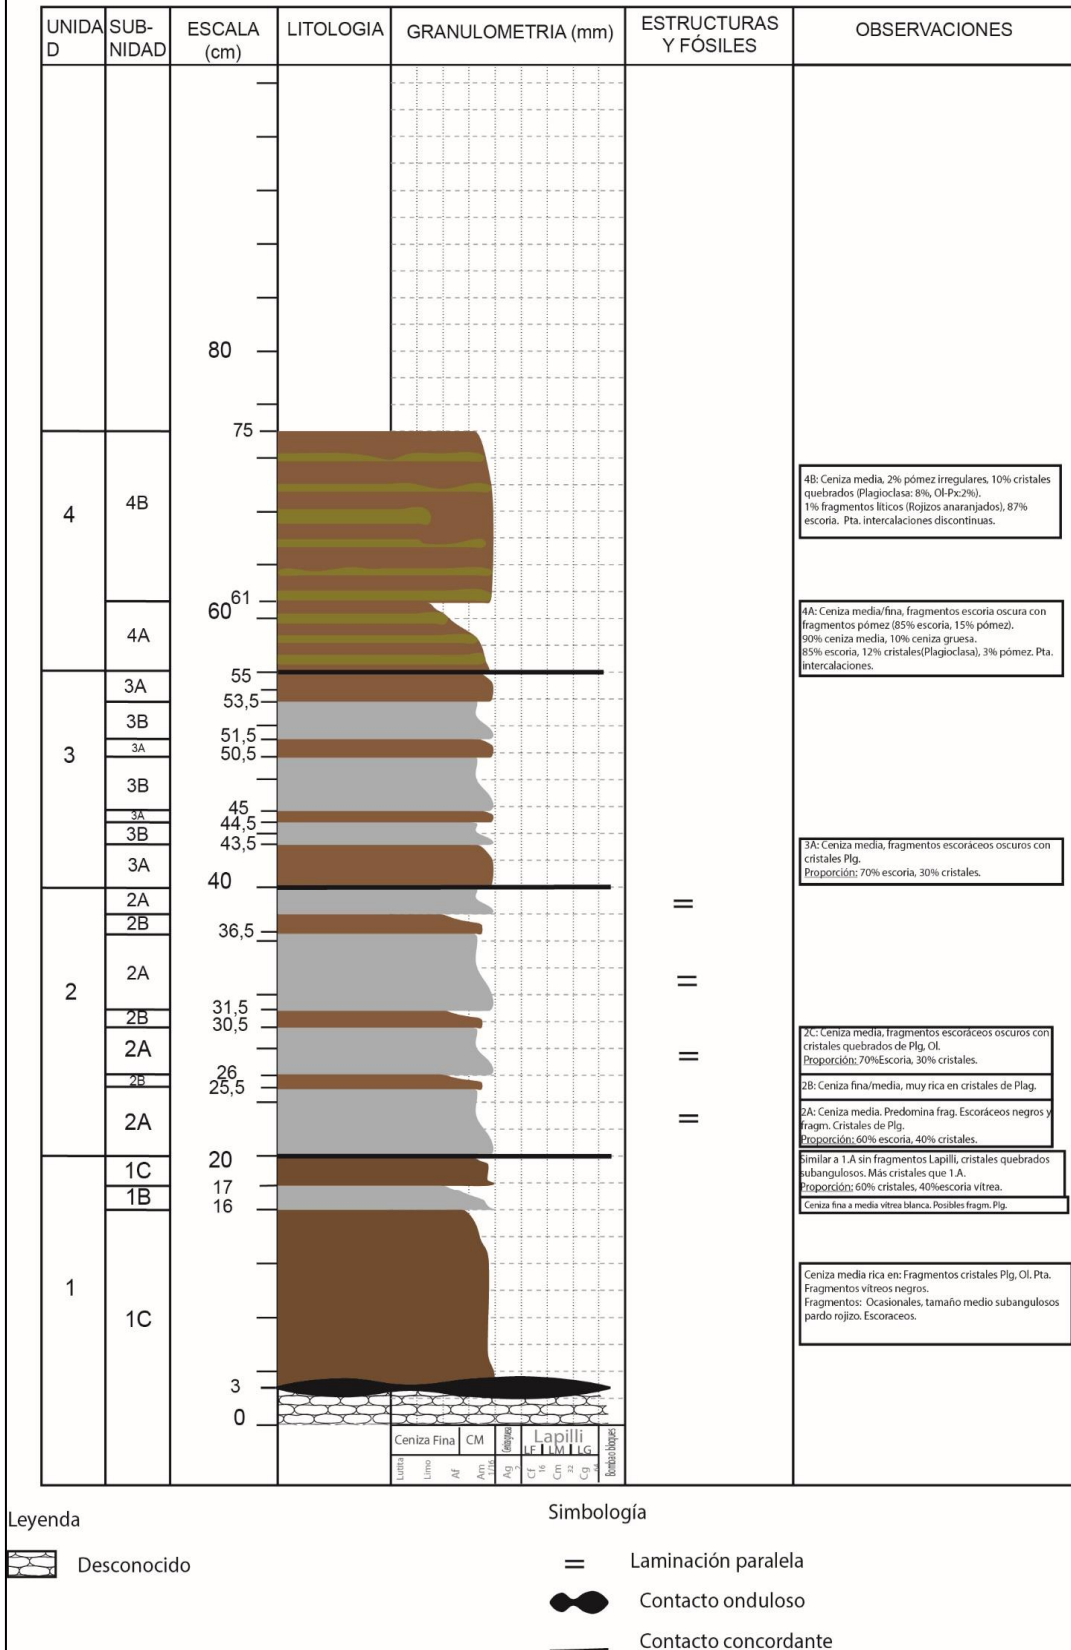 UNIDA
D
SUB-
NIDAD
ESCALA
(cm)
LITOLOGIA
GRANULOMETRIA (mm)
ESTRUCTURAS
Y FÓSILES
OBSERVACIONES
80
75
4
4B
4B: Ceniza media, 2% pómez irregulares, 10% cristales
quebrados (Plagioclasa: 8%, Ol-Px:2%).
1% fragmentos líticos (Rojizos anaranjados), 87%
escoria. Pta. intercalaciones discontinuas.
60
61
4A
4A: Ceniza media/fina, fragmentos escoria oscura con
fragmentos pómez (85% escoria, 15% pómez).
90% ceniza media, 10% ceniza gruesa.
85% escoria, 12% cristales(Plagioclasa), 3% pómez. Pta.
intercalaciones.
55
3A
53,5
3B
51,5
3A
50,5
3
3B
45
3A
44,5
3B
43,5
3A
3A: Ceniza media, fragmentos escoráceos oscuros con
cristales Plg.
Proporción: 70% escoria, 30% cristales.
40
2A
2B
36,5
2
2A
31,5
2B
30,5
2A
2C: Ceniza media, fragmentos escoráceos oscuros con
cristales quebrados de Plg, Ol.
Proporción: 70%Escoria, 30% cristales.
26
2B
25,5
2B: Ceniza fina/media, muy rica en cristales de Plag.
2A
2A: Ceniza media. Predomina frag. Escoráceos negros y
fragm. Cristales de Plg.
Proporción: 60% escoria, 40% cristales.
20
1C
Similar a 1.A sin fragmentos Lapilli, cristales quebrados
subangulosos. Más cristales que 1.A.
Proporción: 60% cristales, 40%escoria vítrea.
17
1B
16
Ceniza fina a media vítrea blanca. Posibles fragm. Plg.
1
1C
Ceniza media rica en: Fragmentos cristales Plg, Ol. Pta.
Fragmentos vítreos negros.
Fragmentos: Ocasionales, tamaño medio subangulosos
pardo rojizo. Escoraceos.
3
0
Ceniza Fina
CM
Lapilli
LF
LM
LG
Bomba o bloques
Lutita
Limo
Af
Am
1/16
Ag
2
Cf
16
Cm
32
Cg
64
Leyenda
Desconocido
Simbología
Laminación paralela
Contacto onduloso
Contacto concordante